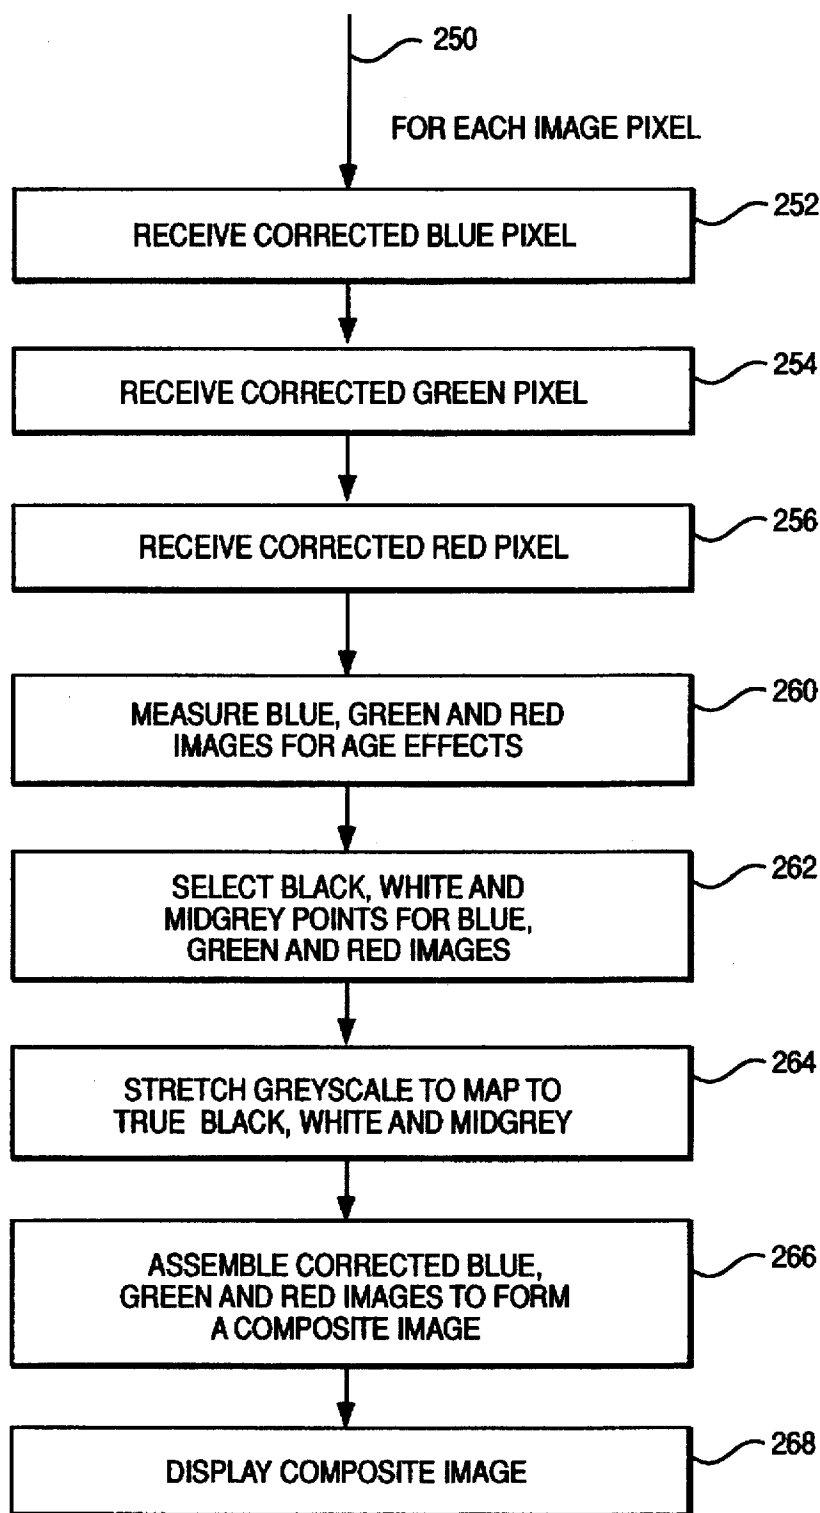 250
FOR EACH IMAGE PIXEL
252
RECEIVE CORRECTED BLUE PIXEL
254
RECEIVE CORRECTED GREEN PIXEL
256
RECEIVE CORRECTED RED PIXEL
260
MEASURE BLUE, GREEN AND RED
IMAGES FOR AGE EFFECTS
262
SELECT BLACK, WHITE AND
MIDGREY POINTS FOR BLUE,
GREEN AND RED IMAGES
264
STRETCH GREYSCALE TO MAP TO
TRUE BLACK, WHITE AND MIDGREY
266
ASSEMBLE CORRECTED BLUE,
GREEN AND RED IMAGES TO FORM
A COMPOSITE IMAGE
268
DISPLAY COMPOSITE IMAGE